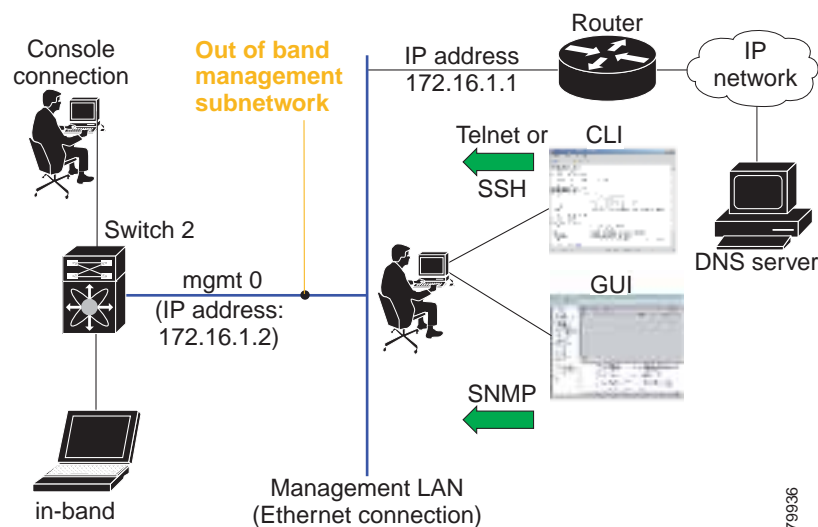 Console
connection
Out of band
management
subnetwork
Router
IP address
172.16.1.1
IP
network
Telnet or
SSH
CLI
Switch 2
DNS server
mgmt 0
(IP address:
172.16.1.2)
GUI
SNMP
in-band
Management LAN
(Ethernet connection)
79936